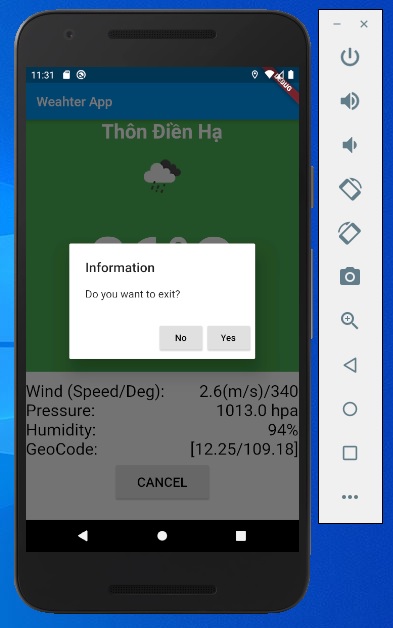 11:31
DEBUG
Weahter App
Thôn Điền Hạ
Information
Do you want to exit?
No Yes
Wind (Speed/Deg): 2.6(m/s)/340
Pressure: 1013.0 hpa
Humidity: 94%
GeoCode: [12.25/109.18]
CANCEL